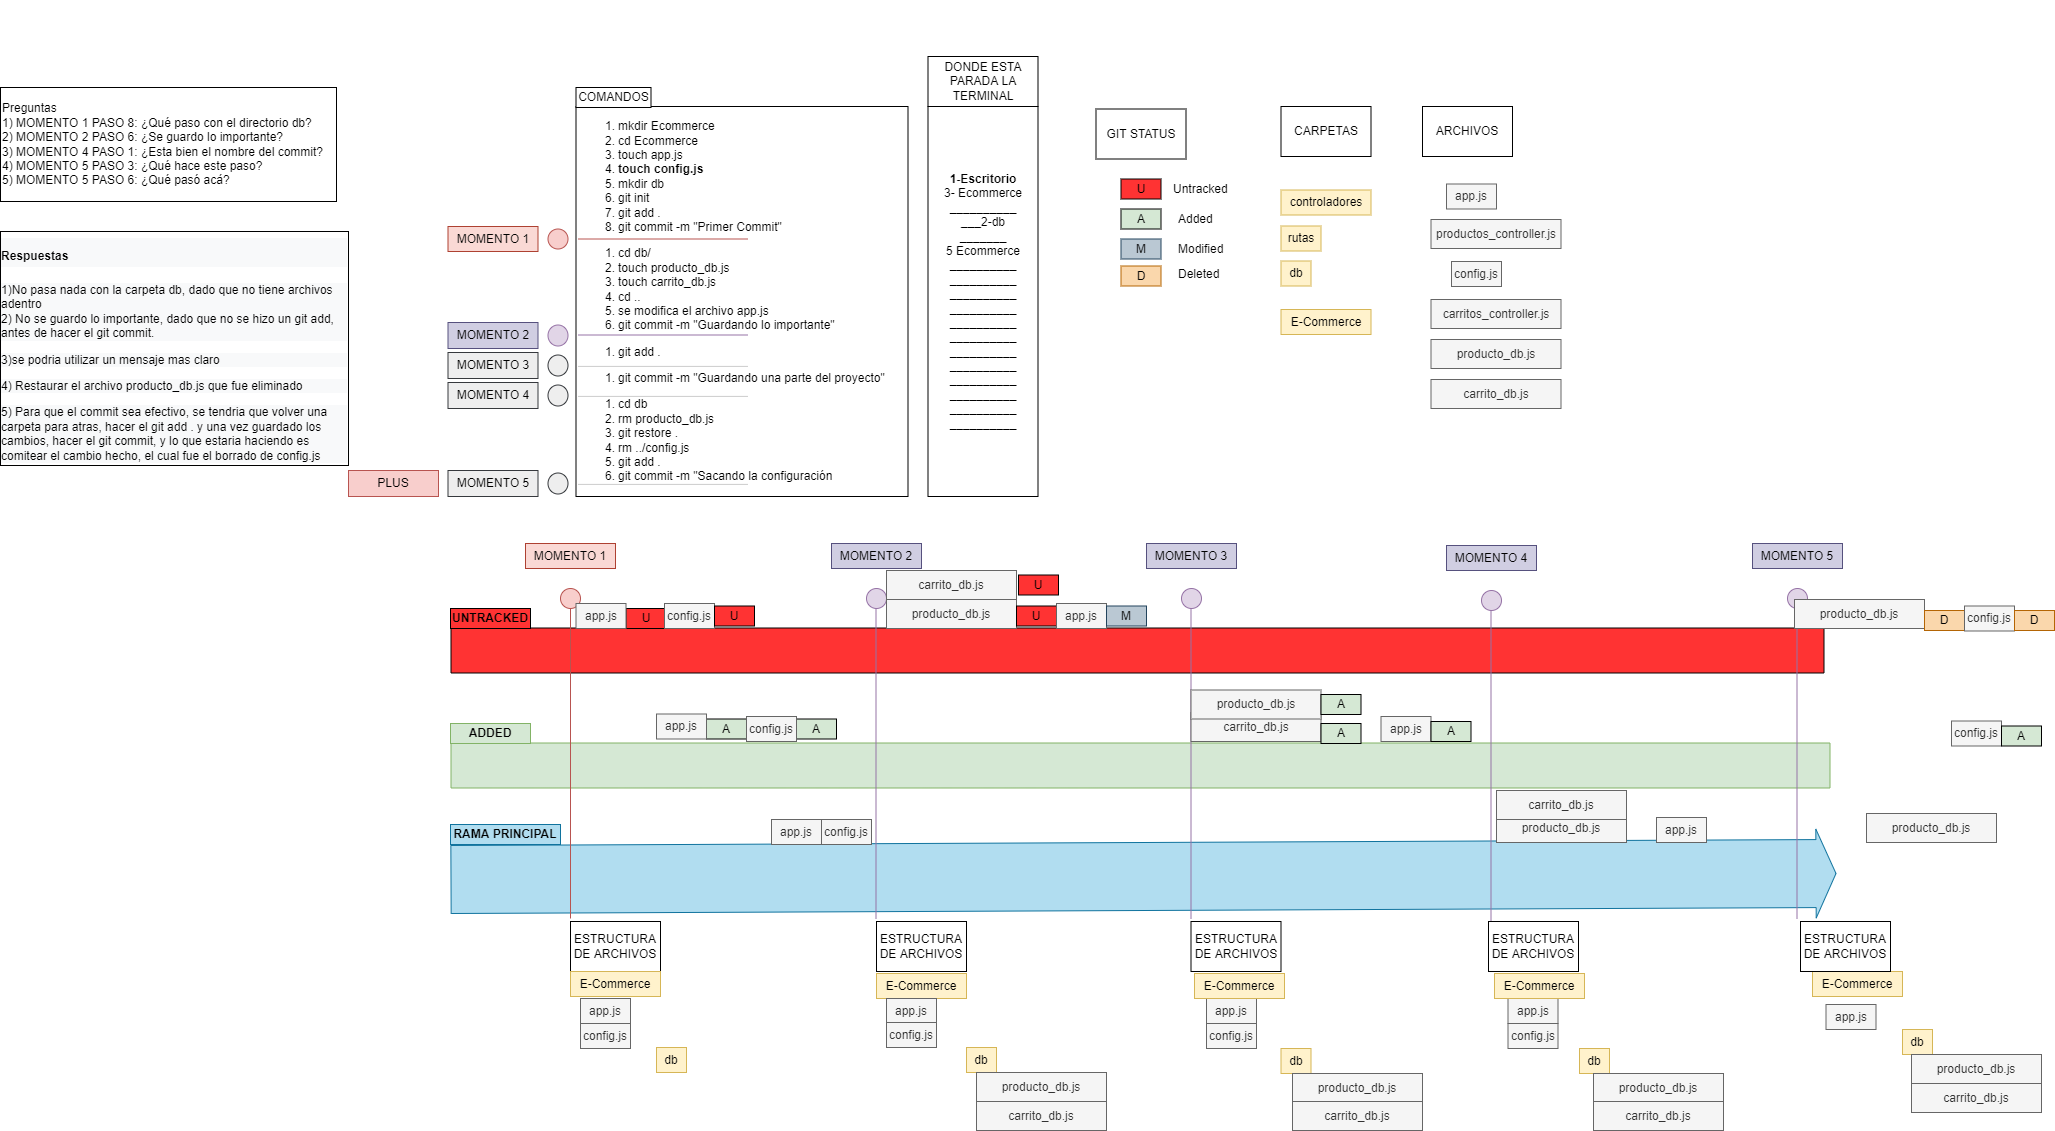 Preguntas
1) MOMENTO 1 PASO 8: ¿Qué paso con el directorio db?
2) MOMENTO 2 PASO 6: ¿Se guardo lo importante?
3) MOMENTO 4 PASO 1: ¿Esta bien el nombre del commit?
4) MOMENTO 5 PASO 3: ¿Qué hace este paso?
5) MOMENTO 5 PASO 6: ¿Qué pasó acá?
Respuestas
1)No pasa nada con la carpeta db, dado que no tiene archivos
adentro
2) No se guardo lo importante, dado que no se hizo un git add,
antes de hacer el git commit.
3)se podria utilizar un mensaje mas claro
4) Restaurar el archivo producto_db.js que fue eliminado
5) Para que el commit sea efectivo, se tendria que volver una
carpeta para atras, hacer el git add . y una vez guardado los
cambios, hacer el git commit, y lo que estaria haciendo es
comitear el cambio hecho, el cual fue el borrado de config.js
PLUS
MOMENTO 1
MOMENTO 2
MOMENTO 3
MOMENTO 4
MOMENTO 5
COMANDOS
1. mkdir Ecommerce
2. cd Ecommerce
3. touch app.js
4. touch config.js
5. mkdir db
6. git init
7. git add .
8. git commit -m "Primer Commit"
1. cd db/
2. touch producto_db.js
3. touch carrito_db.js
4. cd ..
5. se modifica el archivo app.js
6. git commit -m "Guardando lo importante"
1. git add .
1. git commit -m "Guardando una parte del proyecto"
1. cd db
2. rm producto_db.js
3. git restore .
4. rm ../config.js
5. git add .
6. git commit -m "Sacando la configuración
DONDE ESTA
PARADA LA
TERMINAL
1-Escritorio
3- Ecommerce
__________
___2-db
_______
5 Ecommerce
__________
__________
__________
__________
__________
__________
__________
__________
__________
__________
__________
__________
GIT STATUS
U Untracked
A Added
M Modified
D Deleted
CARPETAS
controladores
rutas
db
E-Commerce
ARCHIVOS
app.js
productos_controller.js
config.js
carritos_controller.js
producto_db.js
carrito_db.js
MOMENTO 1
MOMENTO 2
MOMENTO 3
MOMENTO 4
MOMENTO 5
carrito_db.js U
UNTRACKED
app.js U config.js U
producto_db.js U app.js M
producto_db.js D config.js D
producto_db.js A
ADDED
app.js A config.js A
carrito_db.js A app.js A
config.js A
carrito_db.js
RAMA PRINCIPAL
app.js config.js
producto_db.js app.js
producto_db.js
ESTRUCTURA
DE ARCHIVOS
E-Commerce
app.js
config.js
db
ESTRUCTURA
DE ARCHIVOS
E-Commerce
app.js
config.js
db
producto_db.js
carrito_db.js
ESTRUCTURA
DE ARCHIVOS
E-Commerce
app.js
config.js
db
producto_db.js
carrito_db.js
ESTRUCTURA
DE ARCHIVOS
E-Commerce
app.js
config.js
db
producto_db.js
carrito_db.js
ESTRUCTURA
DE ARCHIVOS
E-Commerce
app.js
db
producto_db.js
carrito_db.js